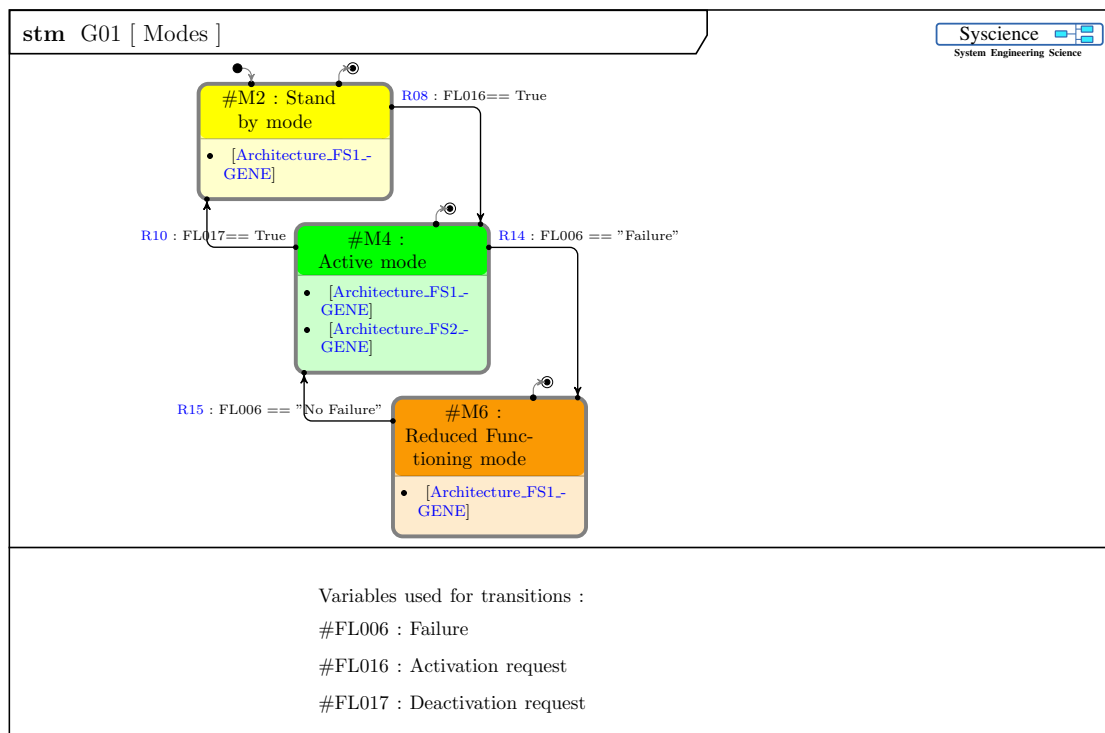 stm G01 [ Modes ]
Syscience
System Engineering Science
#M2 : Stand
by mode
R08 : FL016== True
• [Architecture_FS1_-
GENE]
R10 : FL017== True
#M4 :
Active mode
R14 : FL006 == "Failure"
• [Architecture_FS1_-
GENE]
• [Architecture_FS2_-
GENE]
R15 : FL006 == "No Failure"
#M6 :
Reduced Func-
tioning mode
• [Architecture_FS1_-
GENE]
Variables used for transitions :
#FL006 : Failure
#FL016 : Activation request
#FL017 : Deactivation request